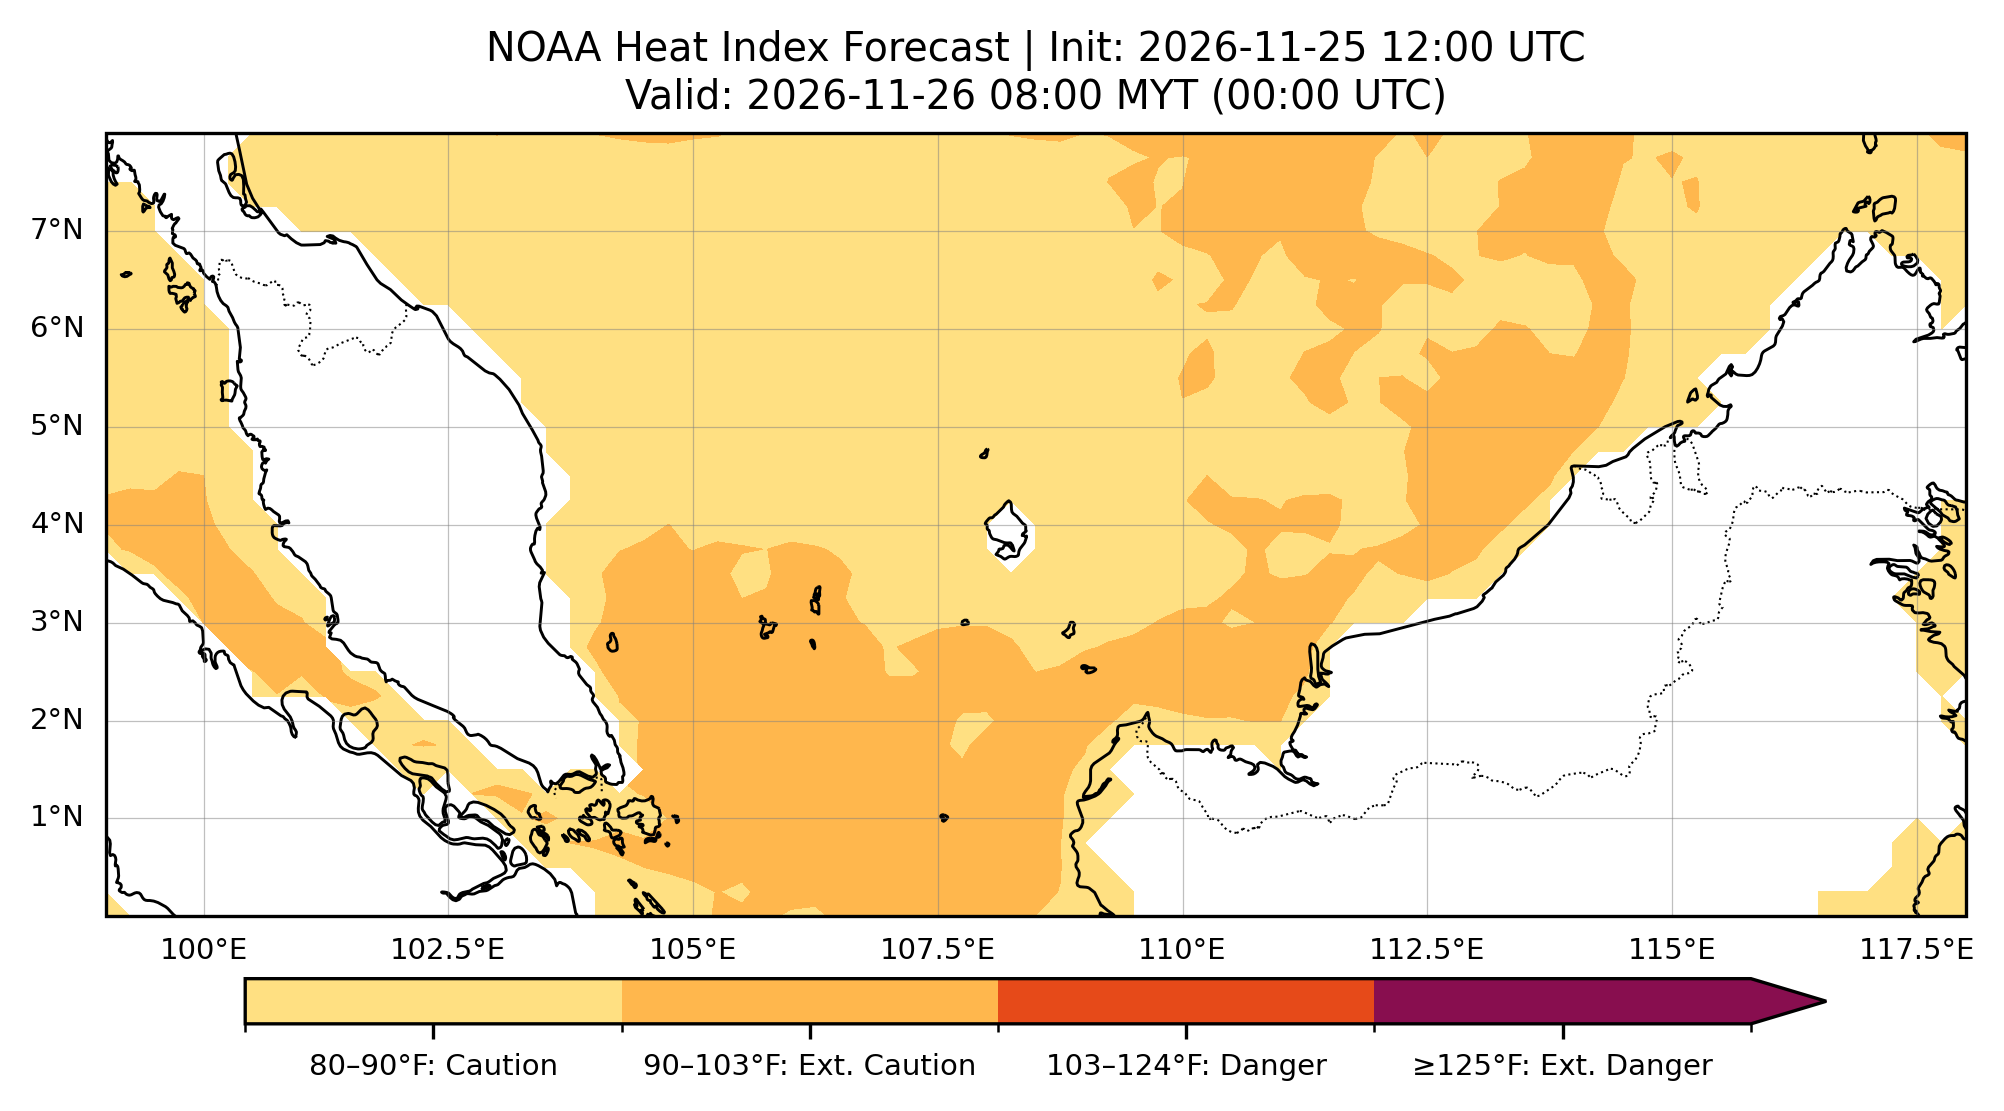 NOAA Heat Index Forecast | Init: 2026-11-25 12:00 UTC
Valid: 2026-11-26 08:00 MYT (00:00 UTC)
7°N
6°N
5°N
4°N
3°N
2°N
1°N
100°E 102.5°E 105°E 107.5°E 110°E 112.5°E 115°E 117.5°E
80–90°F: Caution 90–103°F: Ext. Caution 103–124°F: Danger ≥125°F: Ext. Danger